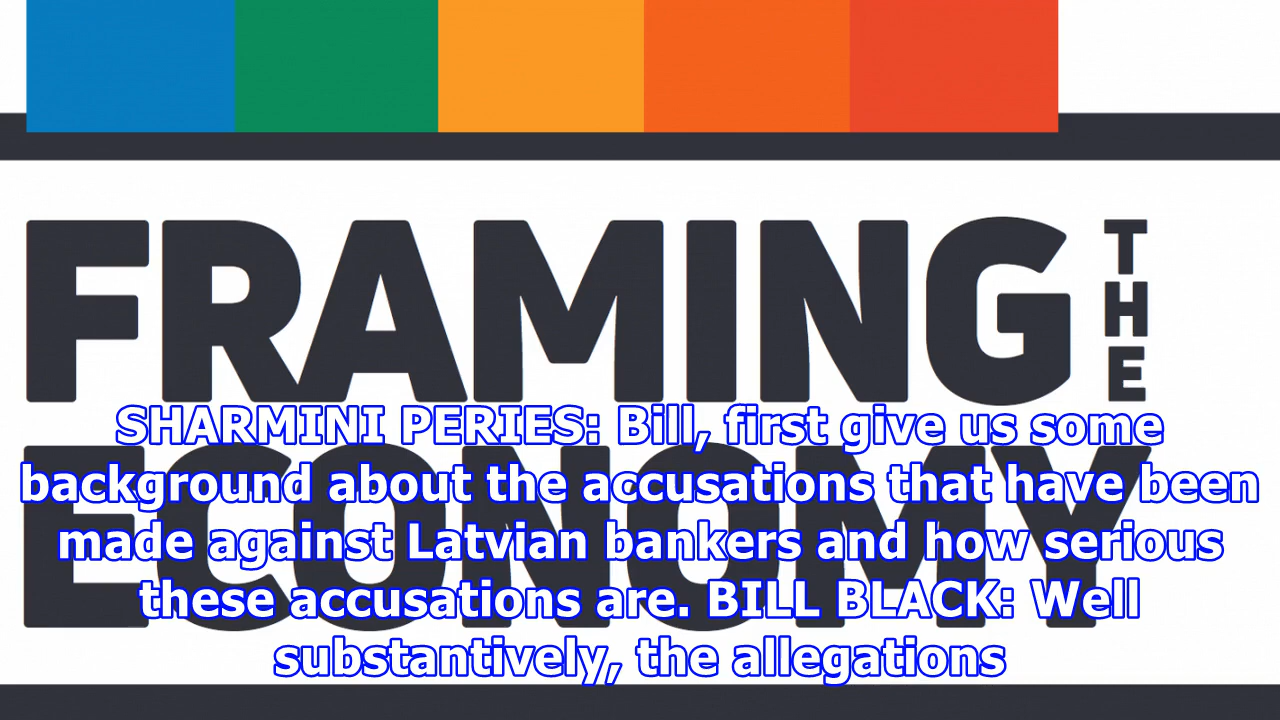 FRAMING THE
ECONOMY
SHARMINI PERIES: Bill, first give us some
background about the accusations that have been
made against Latvian bankers and how serious
these accusations are. BILL BLACK: Well
substantively, the allegations